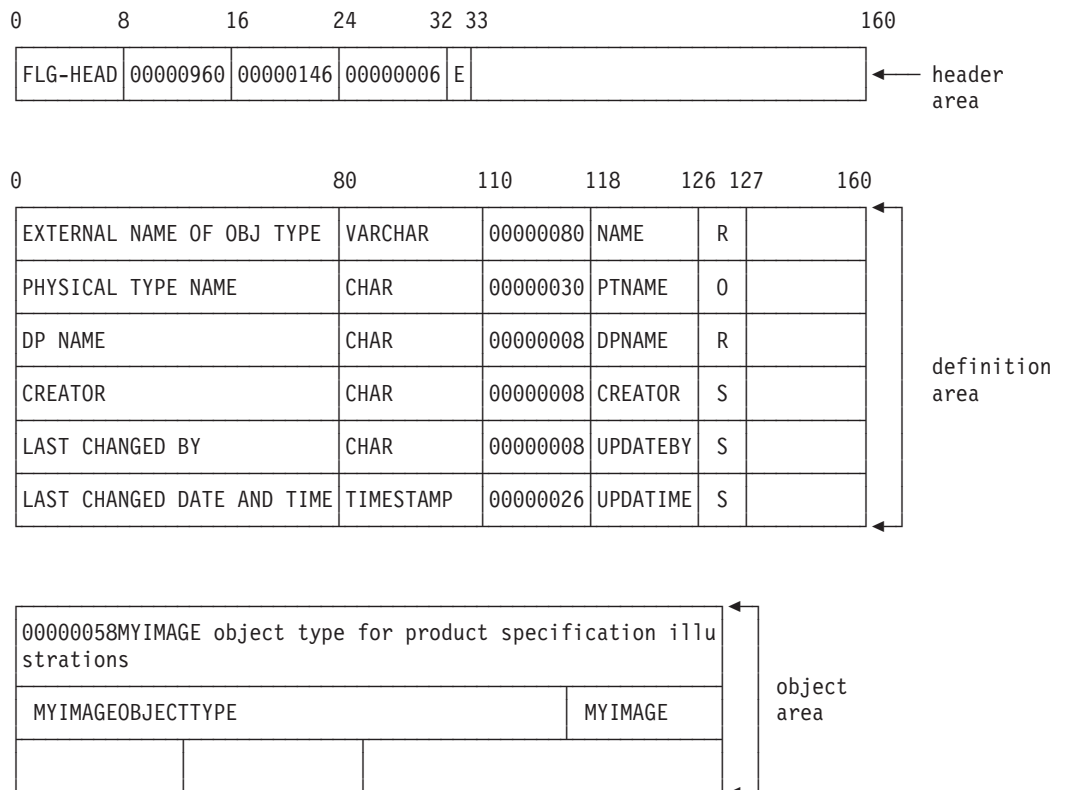 0 8 16 24 32 33 160
FLG-HEAD 00000960 00000146 00000006 E
header
area
0 80 110 118 126 127 160
EXTERNAL NAME OF OBJ TYPE VARCHAR 00000080 NAME R
PHYSICAL TYPE NAME CHAR 00000030 PTNAME O
DP NAME CHAR 00000008 DPNAME R
CREATOR CHAR 00000008 CREATOR S
LAST CHANGED BY CHAR 00000008 UPDATEBY S
LAST CHANGED DATE AND TIME TIMESTAMP 00000026 UPDATIME S
definition
area
00000058MYIMAGE object type for product specification illu
strations
MYIMAGEOBJECTTYPE MYIMAGE
object
area